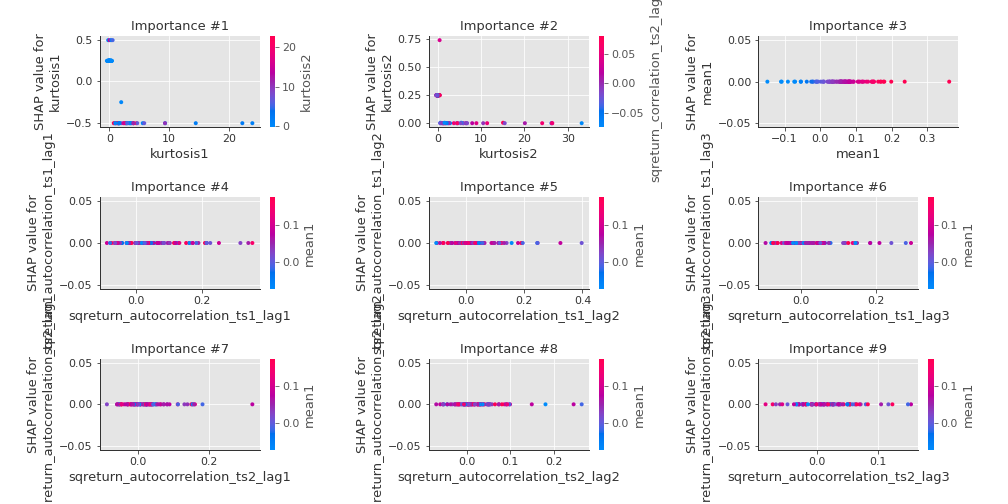 Importance #1
SHAP value for
kurtosis1
0.5
0.0
−0.5
0
10
20
kurtosis1
20
10
0
kurtosis2
Importance #2
SHAP value for
kurtosis2
0.75
0.50
0.25
0.00
0
10
20
30
kurtosis2
0.05
0.00
−0.05
sqreturn_correlation_ts2_lag
Importance #3
SHAP value for
mean1
0.05
0.00
−0.05
−0.1
0.0
0.1
0.2
0.3
mean1
Importance #4
SHAP value for
sqreturn_autocorrelation_ts1_lag1
0.05
0.00
−0.05
0.0
0.2
sqreturn_autocorrelation_ts1_lag1
0.1
0.0
mean1
Importance #5
SHAP value for
sqreturn_autocorrelation_ts1_lag2
0.05
0.00
−0.05
0.0
0.2
0.4
sqreturn_autocorrelation_ts1_lag2
0.1
0.0
mean1
Importance #6
SHAP value for
sqreturn_autocorrelation_ts1_lag3
0.05
0.00
−0.05
0.0
0.2
sqreturn_autocorrelation_ts1_lag3
0.1
0.0
mean1
Importance #7
SHAP value for
sqreturn_autocorrelation_ts2_lag1
0.05
0.00
−0.05
0.0
0.2
sqreturn_autocorrelation_ts2_lag1
0.1
0.0
mean1
Importance #8
SHAP value for
sqreturn_autocorrelation_ts2_lag2
0.05
0.00
−0.05
0.0
0.1
0.2
sqreturn_autocorrelation_ts2_lag2
0.1
0.0
mean1
Importance #9
SHAP value for
sqreturn_autocorrelation_ts2_lag3
0.05
0.00
−0.05
0.0
0.1
sqreturn_autocorrelation_ts2_lag3
0.1
0.0
mean1